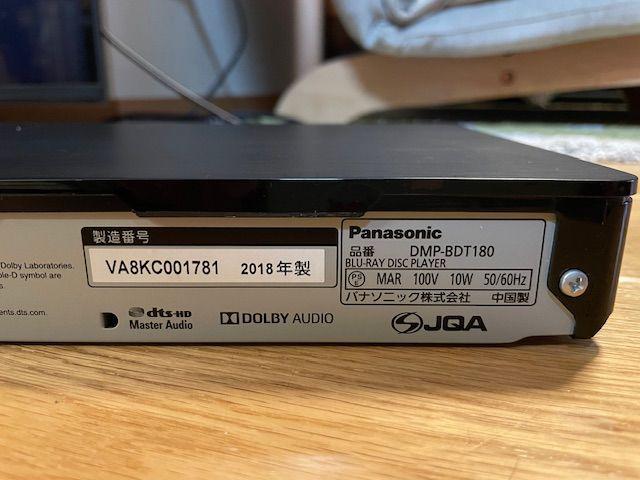 Dolby Laboratories.
le-D symbol are
ents.dts.com.
製造番号
VA8KC001781 2018年製
dts-HD
Master Audio
DOLBY AUDIO
Panasonic
品番 DMP-BDT180
BLU-RAY DISC PLAYER
PS E MAR 100V 10W 50/60Hz
パナソニック株式会社 中国製
JQA